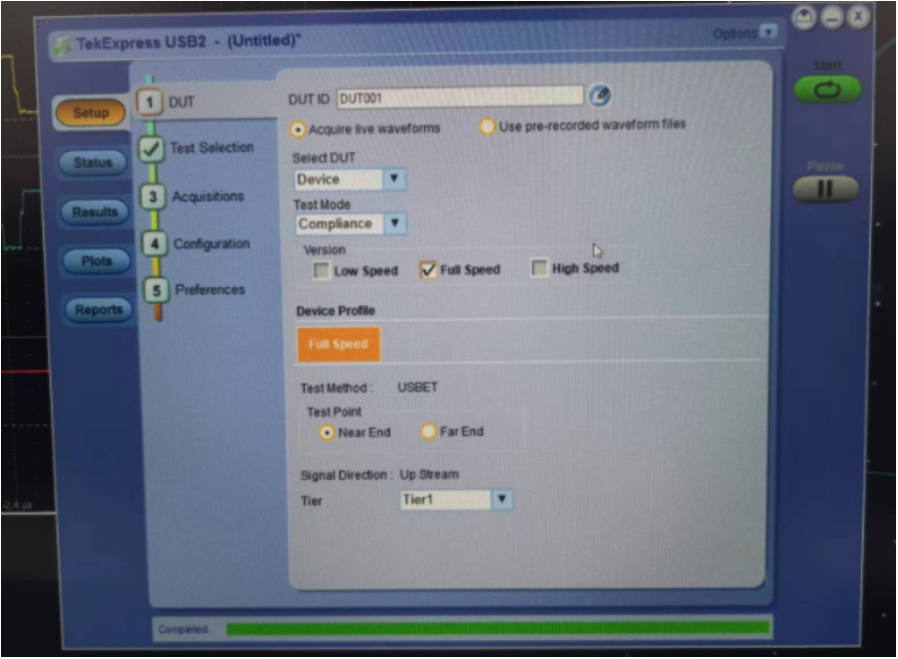 TekExpress USB2 - (Untitled)*
Options
Start
Setup
1 DUT
DUT ID DUT001
Acquire live waveforms
Use pre-recorded waveform files
Status
Test Selection
Select DUT
Device
Pause
Results
3 Acquisitions
Test Mode
Compliance
Plots
4 Configuration
Version
Low Speed
Full Speed
High Speed
Reports
5 Preferences
Device Profile
Full Speed
Test Method : USBET
Test Point
Near End
Far End
Signal Direction : Up Stream
Tier Tier1
-2.4 µs
Completed.